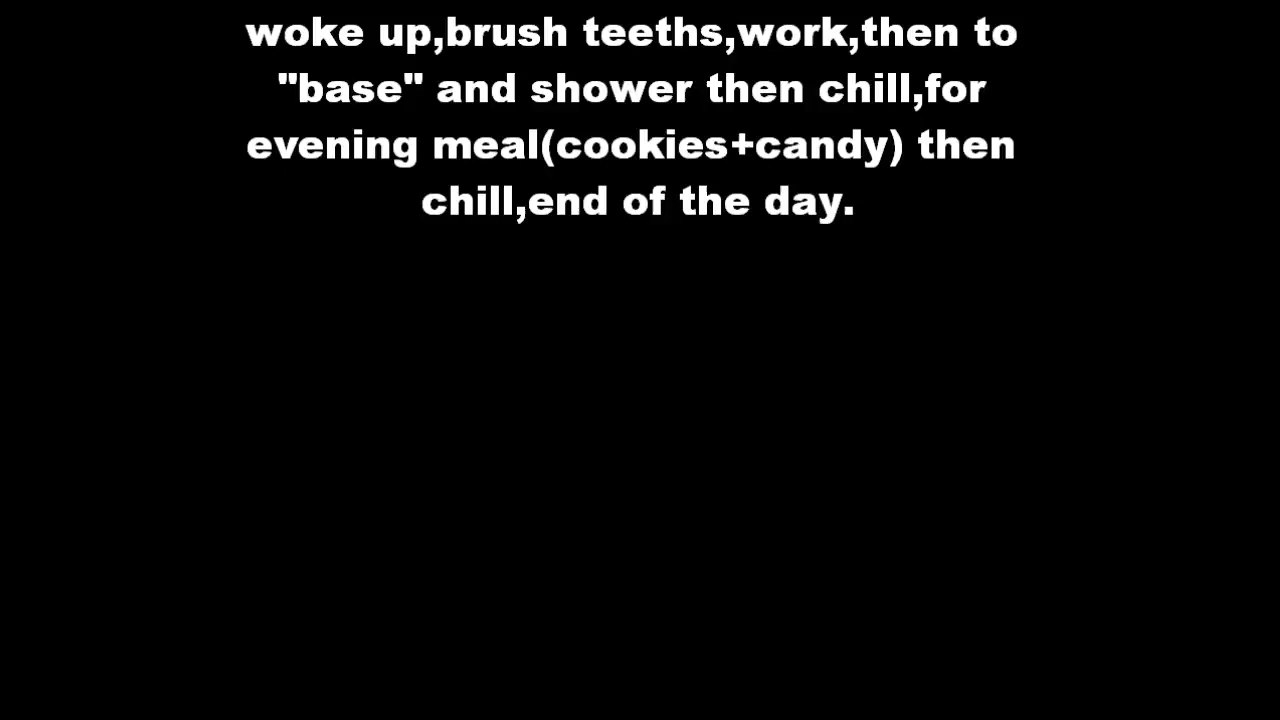 woke up,brush teeths,work,then to
"base" and shower then chill,for
evening meal(cookies+candy) then
chill,end of the day.